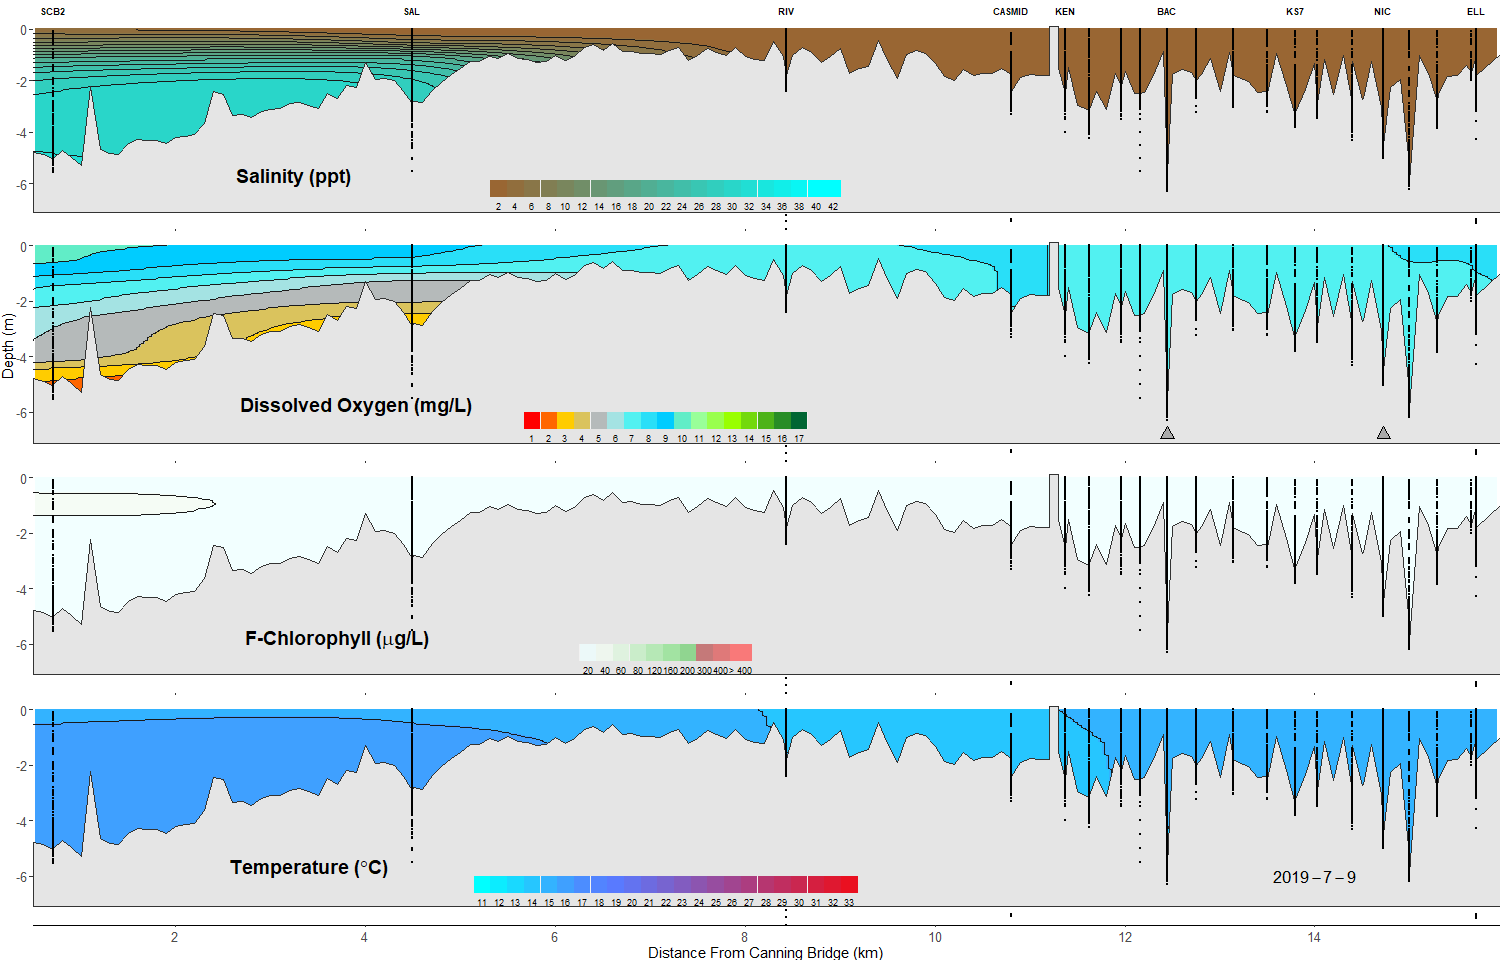 SCB2 SAL RIV CASMID KEN BAC KS7 NIC ELL
0
-2
-4
-6
Salinity (ppt)
2 4 6 8 10 12 14 16 18 20 22 24 26 28 30 32 34 36 38 40 42
0
-2
-4
-6
Depth (m)
Dissolved Oxygen (mg/L)
1 2 3 4 5 6 7 8 9 10 11 12 13 14 15 16 17
0
-2
-4
-6
F-Chlorophyll (µg/L)
20 40 60 80 120 160 200 300 400 > 400
0
-2
-4
-6
Temperature (°C)
11 12 13 14 15 16 17 18 19 20 21 22 23 24 25 26 27 28 29 30 31 32 33
2019 – 7 – 9
2 4 6 8 10 12 14
Distance From Canning Bridge (km)